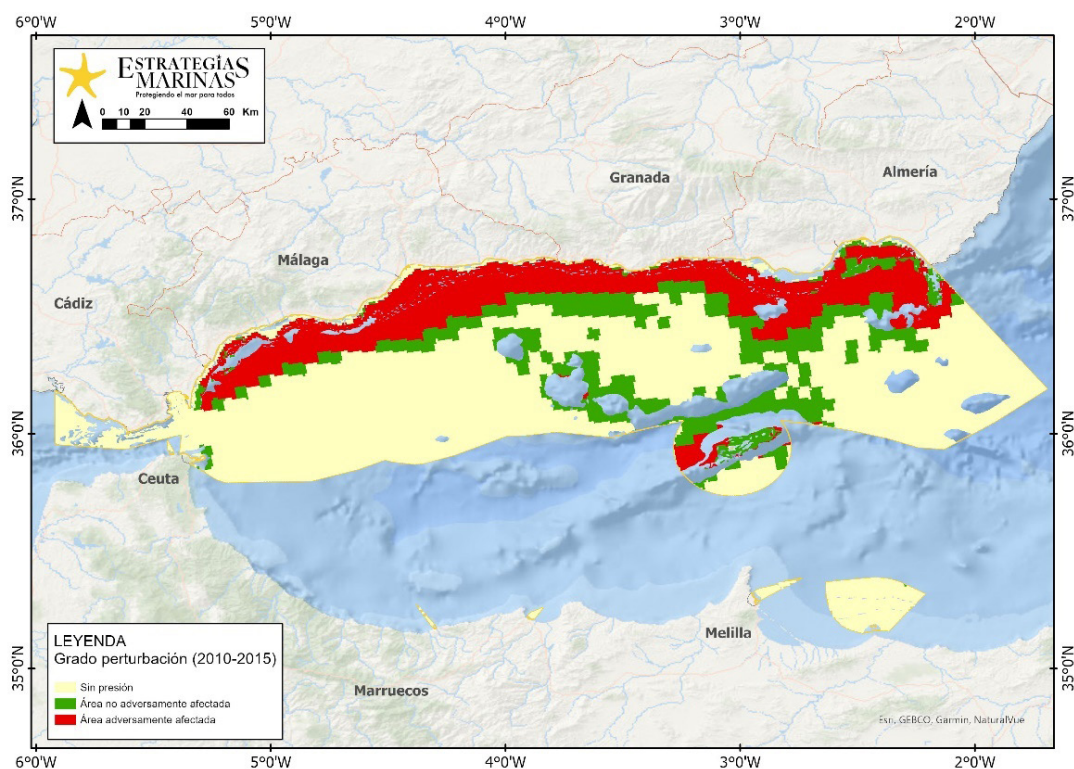 6°0'W 5°0'W 4°0'W 3°0'W 2°0'W
ESTRATEGIAS
MARINAS
Protegiendo el mar para todos
0 10 20 40 60 Km
37°0'N 37°0'N
Granada
Almería
Málaga
Cádiz
36°0'N 36°0'N
Ceuta
Melilla
Marruecos
35°0'N 35°0'N
LEYENDA
Grado perturbación (2010-2015)
Sin presión
Área no adversamente afectada
Área adversamente afectada
Esri, GEBCO, Garmin, NaturalVue
6°0'W 5°0'W 4°0'W 3°0'W 2°0'W